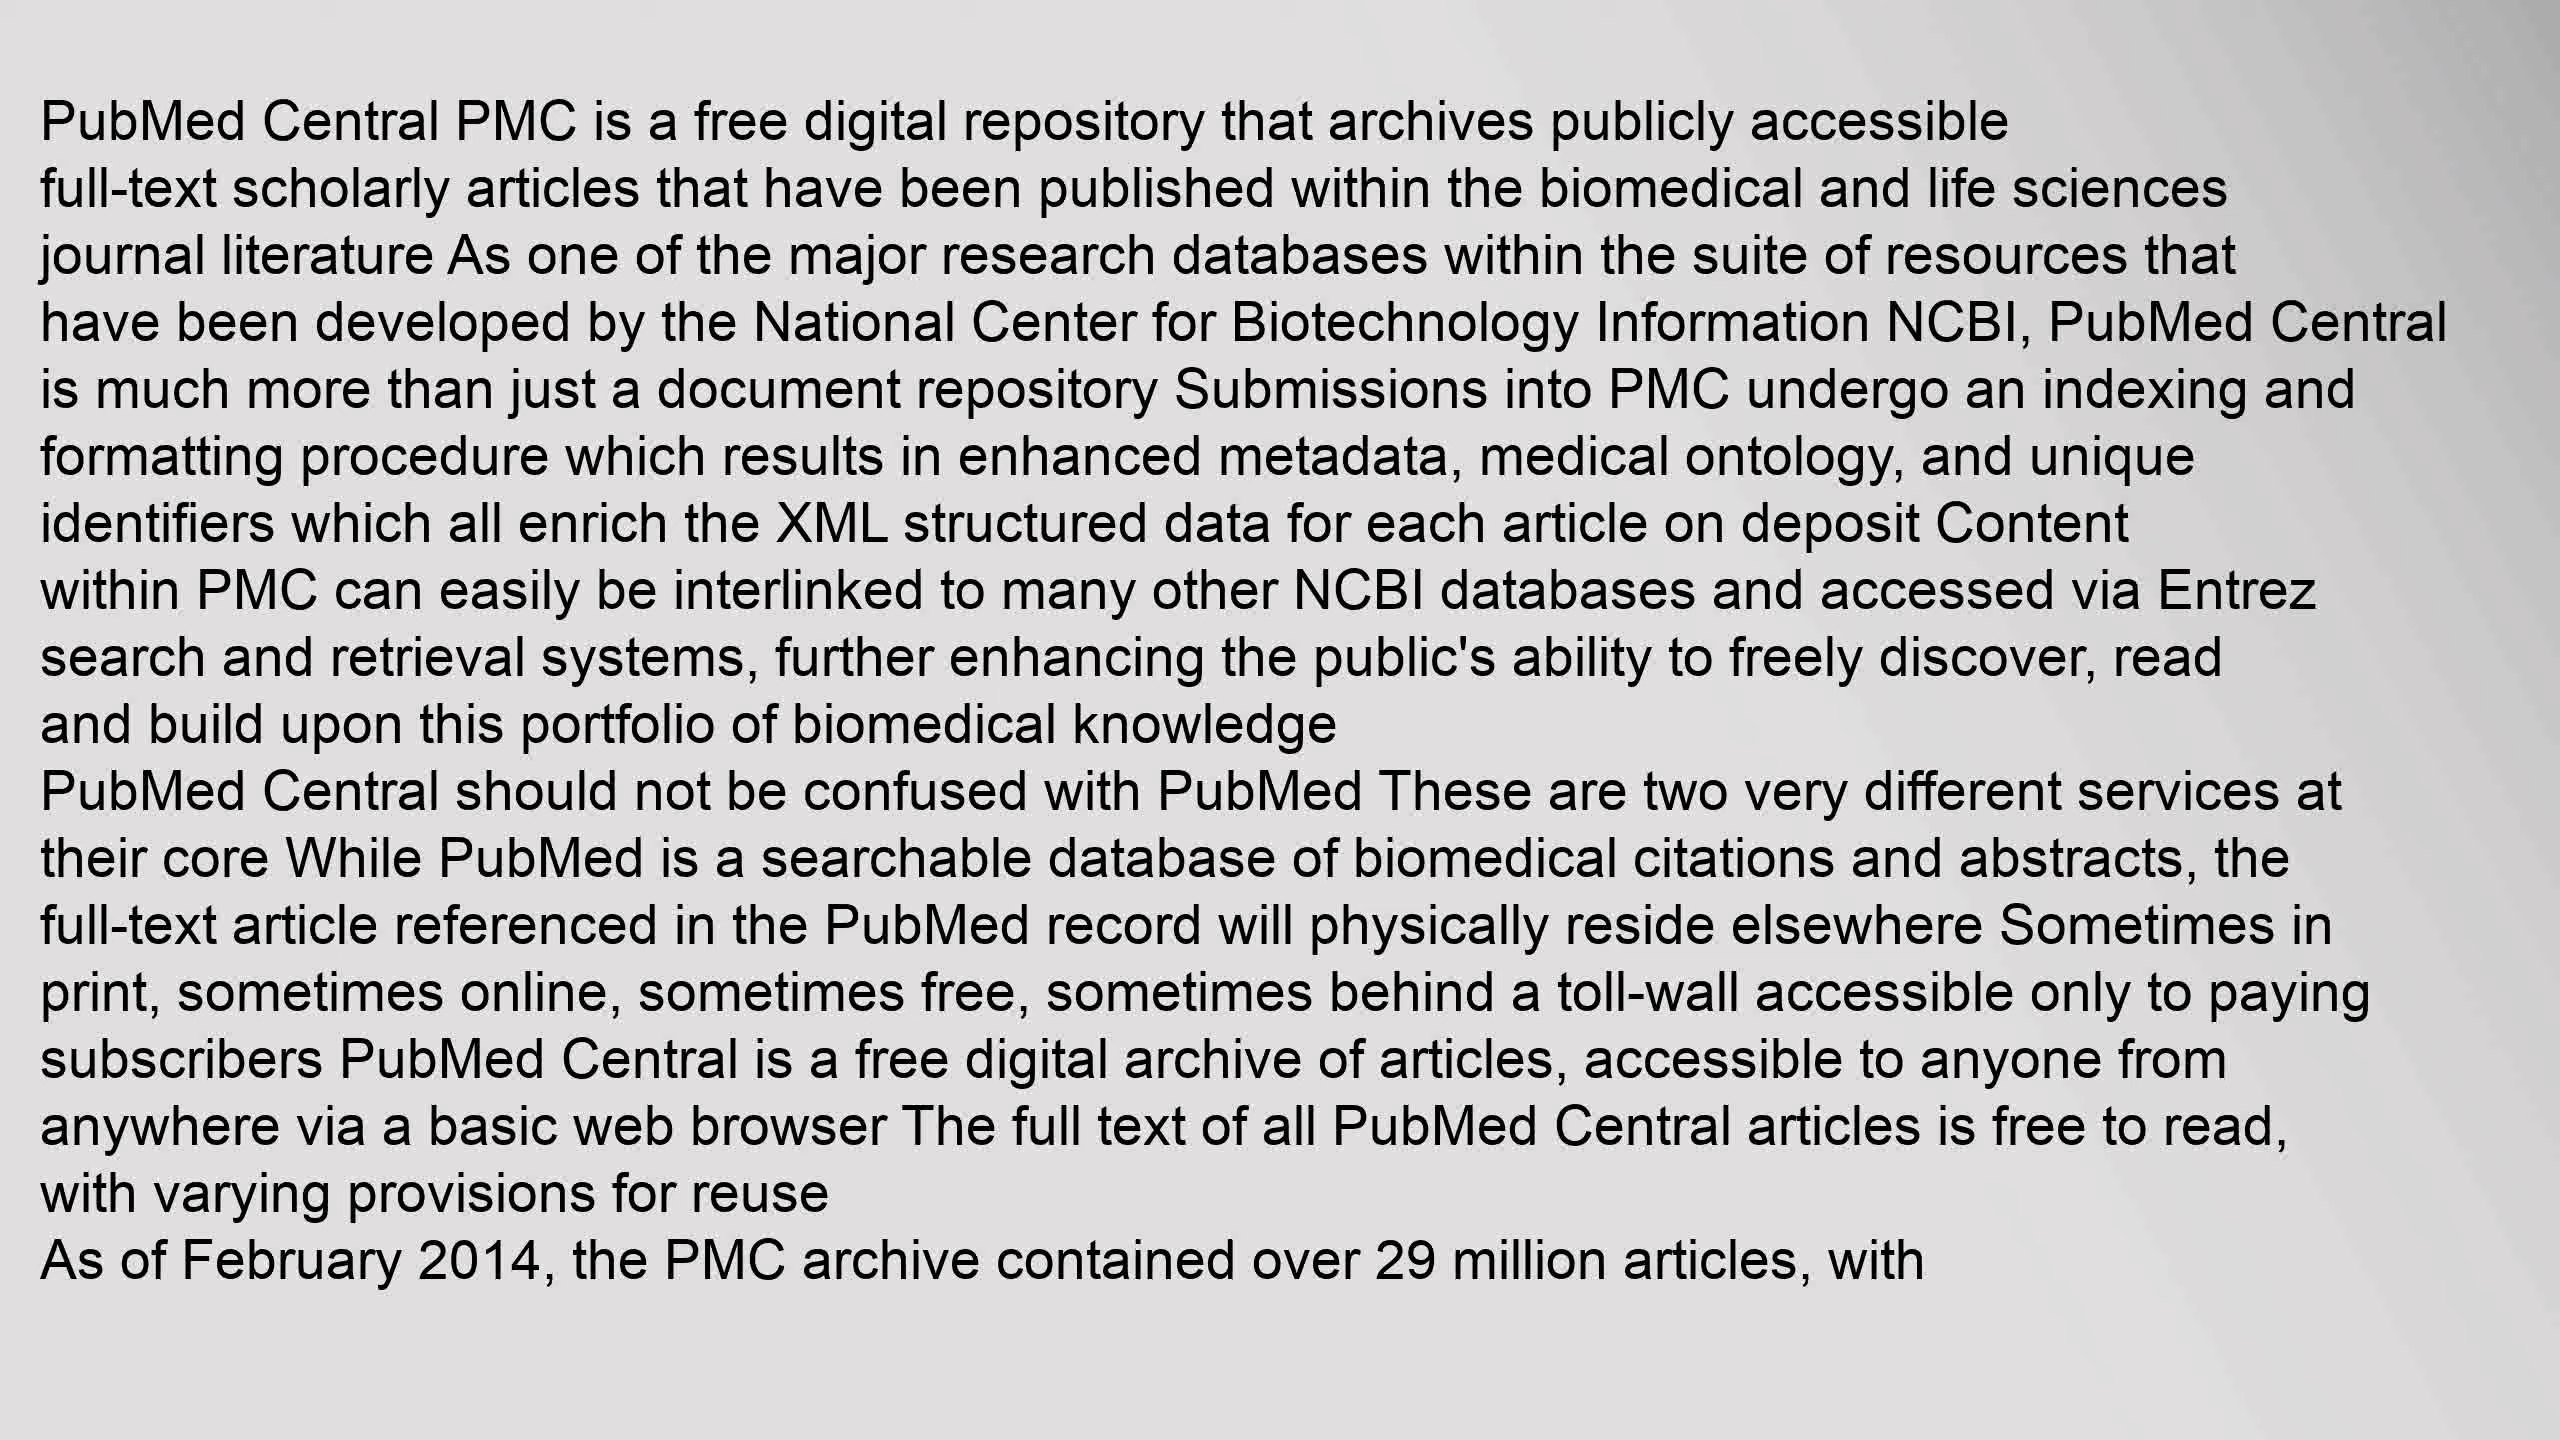 PubMed Central PMC is a free digital repository that archives publicly accessible
full-text scholarly articles that have been published within the biomedical and life sciences
journal literature As one of the major research databases within the suite of resources that
have been developed by the National Center for Biotechnology Information NCBI, PubMed Central
is much more than just a document repository Submissions into PMC undergo an indexing and
formatting procedure which results in enhanced metadata, medical ontology, and unique
identifiers which all enrich the XML structured data for each article on deposit Content
within PMC can easily be interlinked to many other NCBI databases and accessed via Entrez
search and retrieval systems, further enhancing the public's ability to freely discover, read
and build upon this portfolio of biomedical knowledge
PubMed Central should not be confused with PubMed These are two very different services at
their core While PubMed is a searchable database of biomedical citations and abstracts, the
full-text article referenced in the PubMed record will physically reside elsewhere Sometimes in
print, sometimes online, sometimes free, sometimes behind a toll-wall accessible only to paying
subscribers PubMed Central is a free digital archive of articles, accessible to anyone from
anywhere via a basic web browser The full text of all PubMed Central articles is free to read,
with varying provisions for reuse
As of February 2014, the PMC archive contained over 29 million articles, with